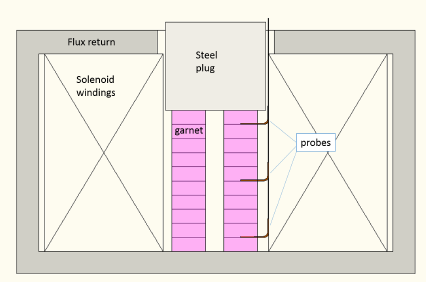 Flux return
Steel
plug
Solenoid
windings
garnet
probes